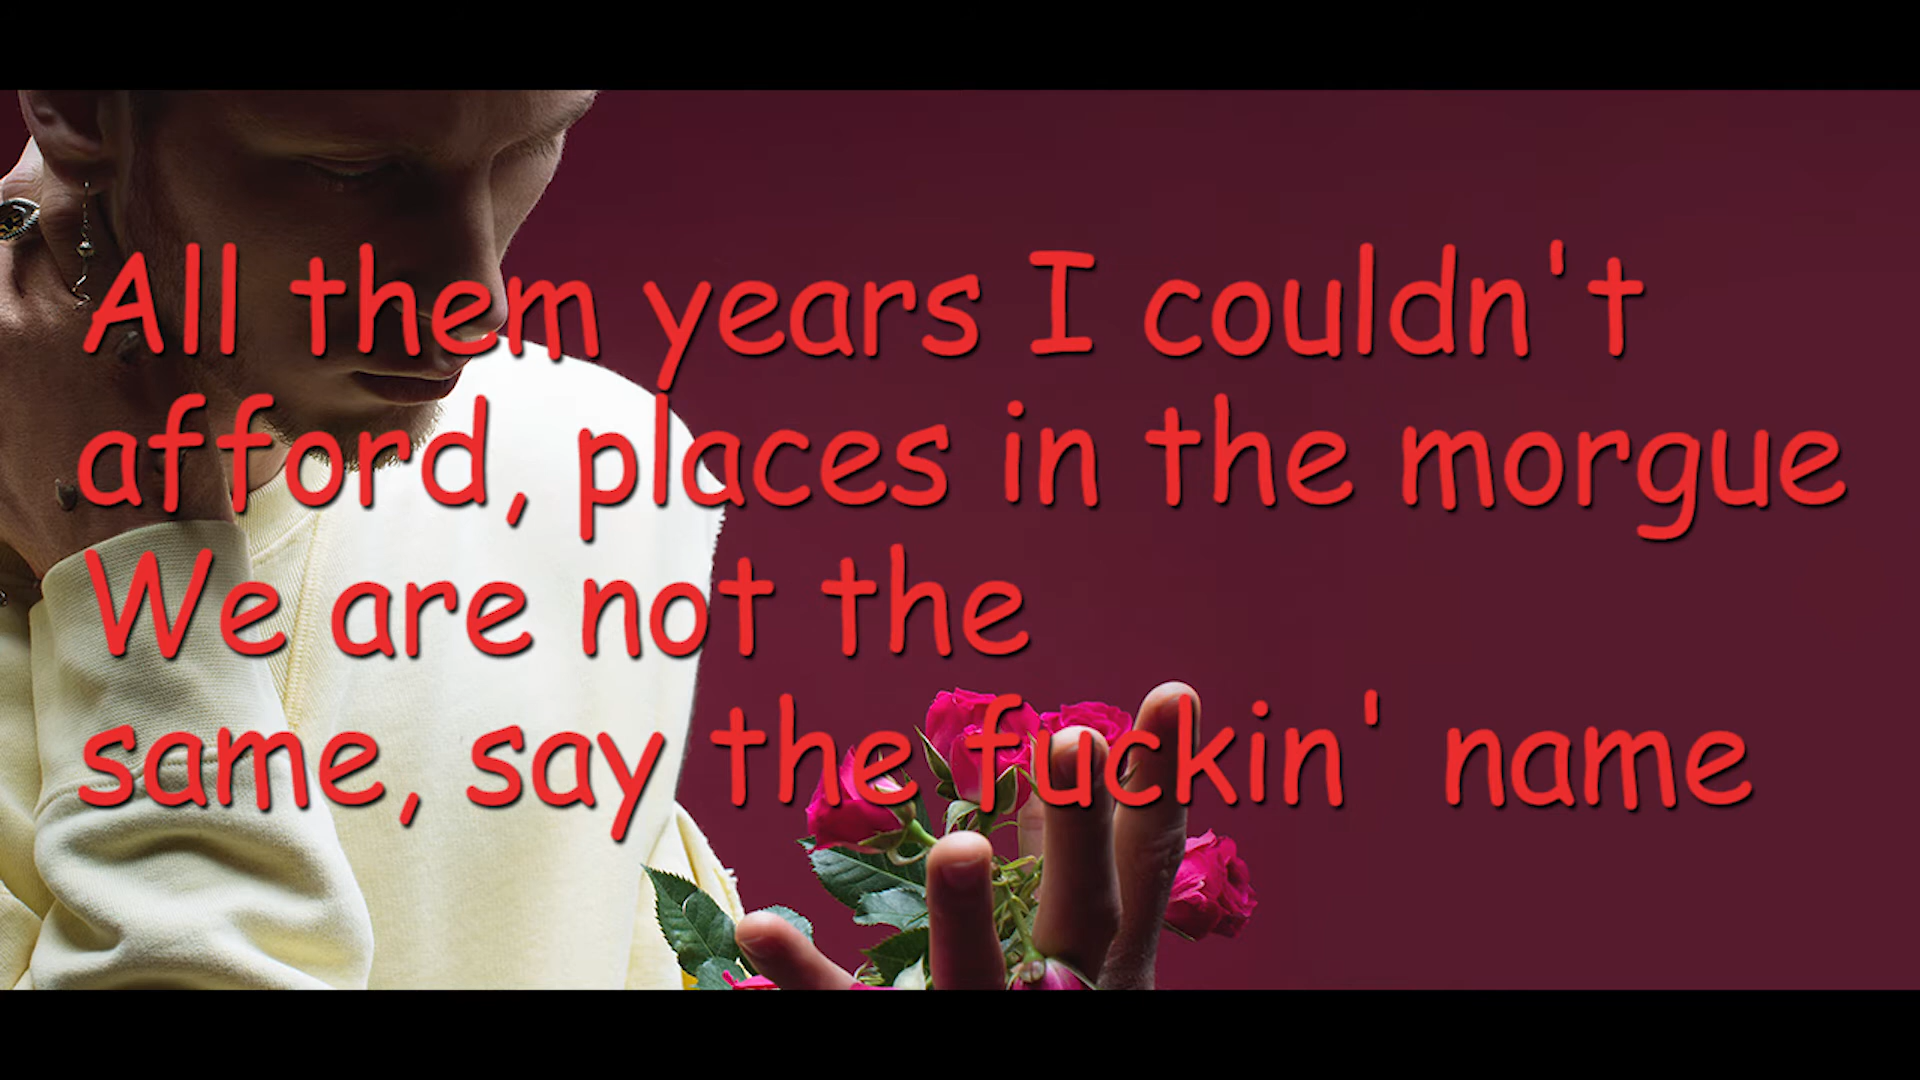 All them years I couldn't
afford, places in the morgue
We are not the
same, say the fuckin' name